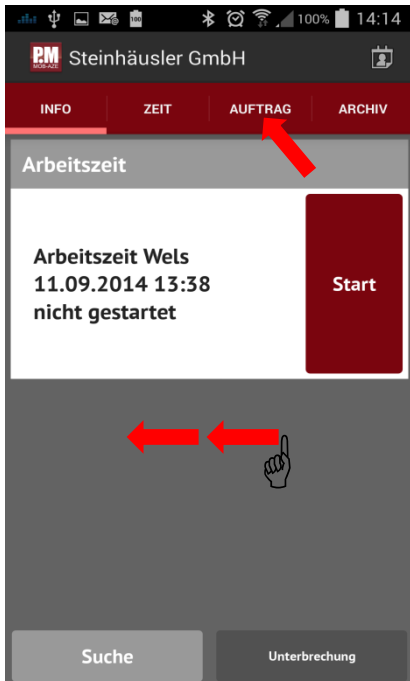 100 100% 14:14
P.M MOB-AZE Steinhäusler GmbH
INFO ZEIT AUFTRAG ARCHIV
Arbeitszeit
Arbeitszeit Wels
11.09.2014 13:38
nicht gestartet
Start
Suche Unterbrechung